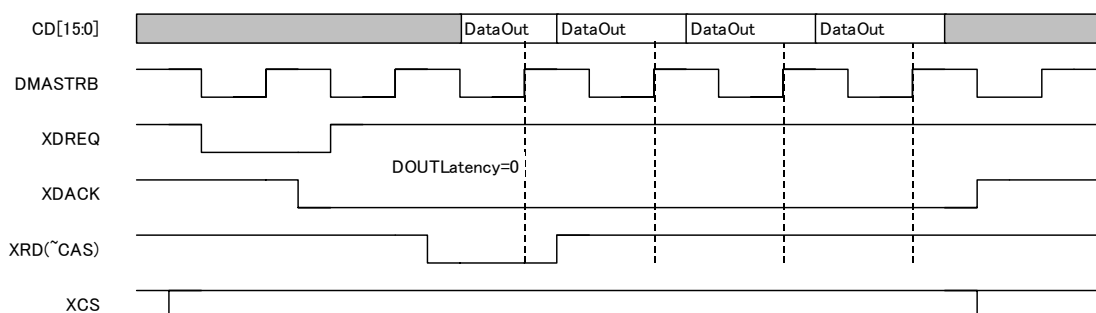 CD[15:0] DataOut DataOut DataOut DataOut
DMASTRB
XDREQ
DOUTLatency=0
XDACK
XRD(~CAS)
XCS